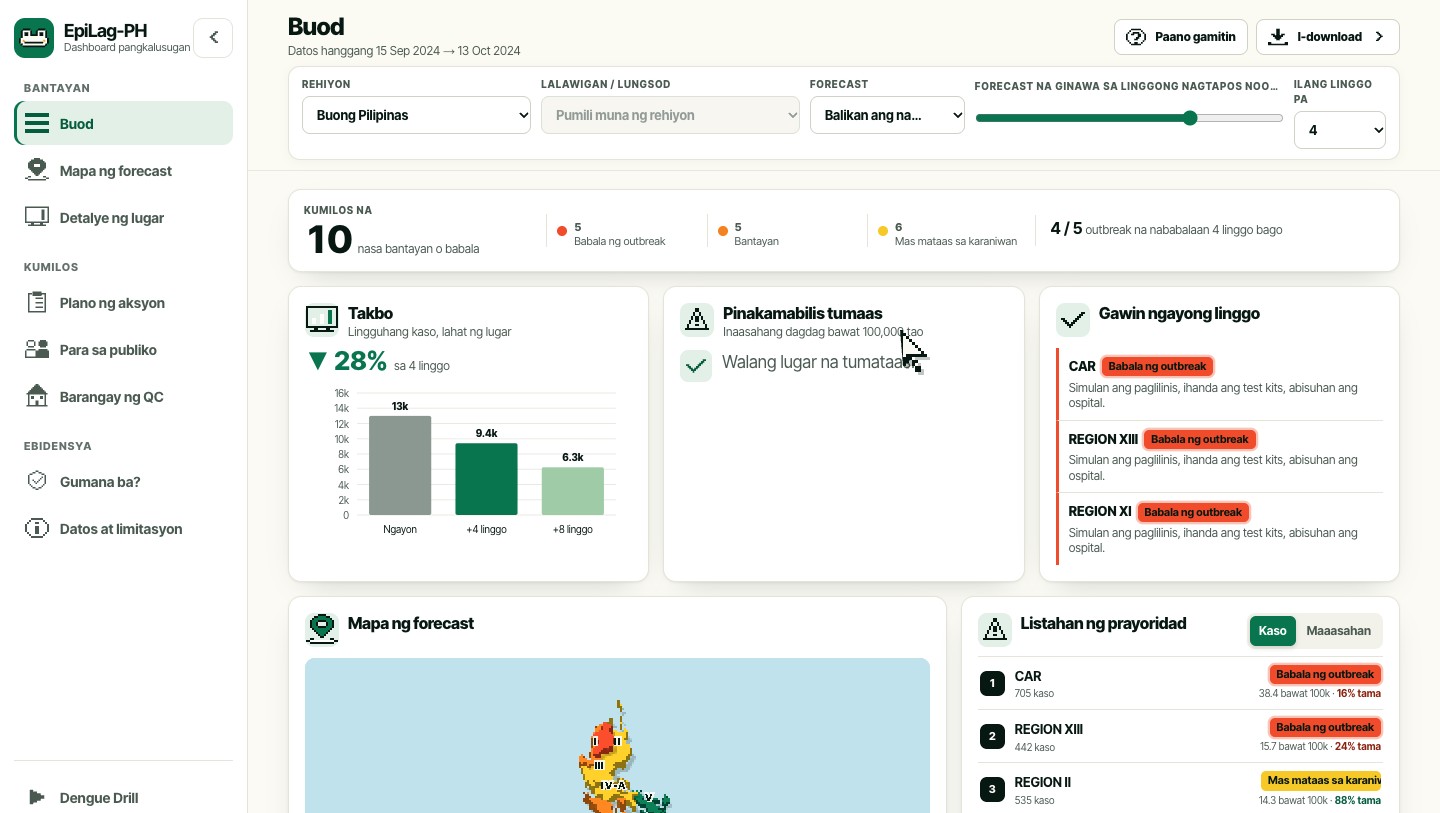 EpiLag-PH
Dashboard pangkalusugan
BANTAYAN
Buod
Mapa ng forecast
Detalye ng lugar
KUMILOS
Plano ng aksyon
Para sa publiko
Barangay ng QC
EBIDENSYA
Gumana ba?
Datos at limitasyon
Dengue Drill
Buod
Datos hanggang 15 Sep 2024 → 13 Oct 2024
Paano gamitin
I-download
REHIYON
Buong Pilipinas
LALAWIGAN / LUNGSOD
Pumili muna ng rehiyon
FORECAST
Balikan ang na...
FORECAST NA GINAWA SA LINGGONG NAGTAPOS NOO...
ILANG LINGGO
PA
4
KUMILOS NA
10 nasa bantayan o babala
5
Babala ng outbreak
5
Bantayan
6
Mas mataas sa karaniwan
4 / 5 outbreak na nababalaan 4 linggo bago
Takbo
Lingguhang kaso, lahat ng lugar
▼ 28% sa 4 linggo
16k
14k
12k
10k
8k
6k
4k
2k
0
13k
9.4k
6.3k
Ngayon
+4 linggo
+8 linggo
Pinakamabilis tumaas
Inaasahang dagdag bawat 100,000 tao
Walang lugar na
Gawin ngayong linggo
CAR Babala ng outbreak
Simulan ang paglilinis, ihanda ang test kits, abisuhan ang
ospital.
REGION XIII Babala ng outbreak
Simulan ang paglilinis, ihanda ang test kits, abisuhan ang
ospital.
REGION XI Babala ng outbreak
Simulan ang paglilinis, ihanda ang test kits, abisuhan ang
ospital.
Mapa ng forecast
I II
III
IV-A
V
Listahan ng prayoridad
Kaso Maaasahan
1 CAR Babala ng outbreak
705 kaso 38.4 bawat 100k · 16% tama
2 REGION XIII Babala ng outbreak
442 kaso 15.7 bawat 100k · 24% tama
3 REGION II Mas mataas sa
535 kaso 14.3 bawat 100k · 88% tama